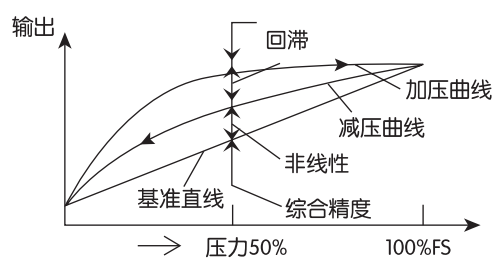 输出
回滞
加压曲线
减压曲线
非线性
基准直线
综合精度
压力50%
100%FS